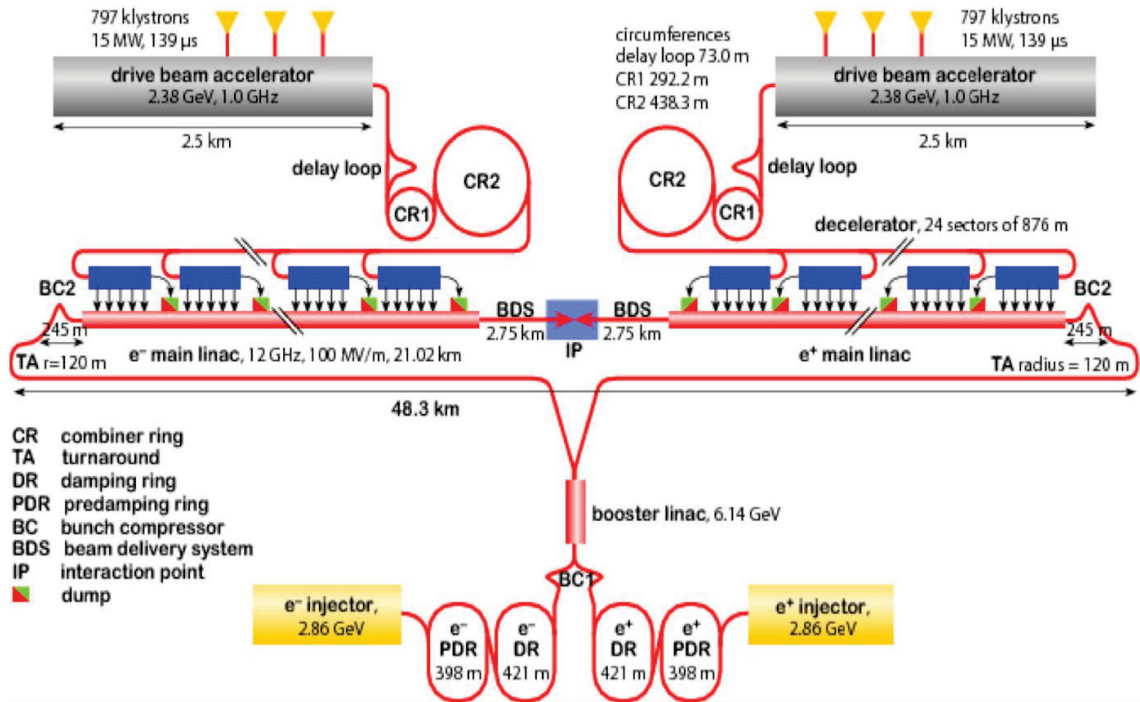 797 klystrons
15 MW, 139 µs
drive beam accelerator
2.38 GeV, 1.0 GHz
2.5 km
delay loop
CR2
CR1
circumferences
delay loop 73.0 m
CR1 292.2 m
CR2 438.3 m
797 klystrons
15 MW, 139 µs
drive beam accelerator
2.38 GeV, 1.0 GHz
2.5 km
delay loop
CR2
CR1
decelerator, 24 sectors of 876 m
BC2
245 m
TA r=120 m
e⁻ main linac, 12 GHz, 100 MV/m, 21.02 km
BDS
2.75 km
IP
BDS
2.75 km
e⁺ main linac
BC2
245 m
TA radius = 120 m
48.3 km
CR combiner ring
TA turnaround
DR damping ring
PDR predamping ring
BC bunch compressor
BDS beam delivery system
IP interaction point
dump
booster linac, 6.14 GeV
BC1
e⁻ injector,
2.86 GeV
e⁻
PDR
398 m
e⁻
DR
421 m
e⁺
DR
421 m
e⁺
PDR
398 m
e⁺ injector,
2.86 GeV